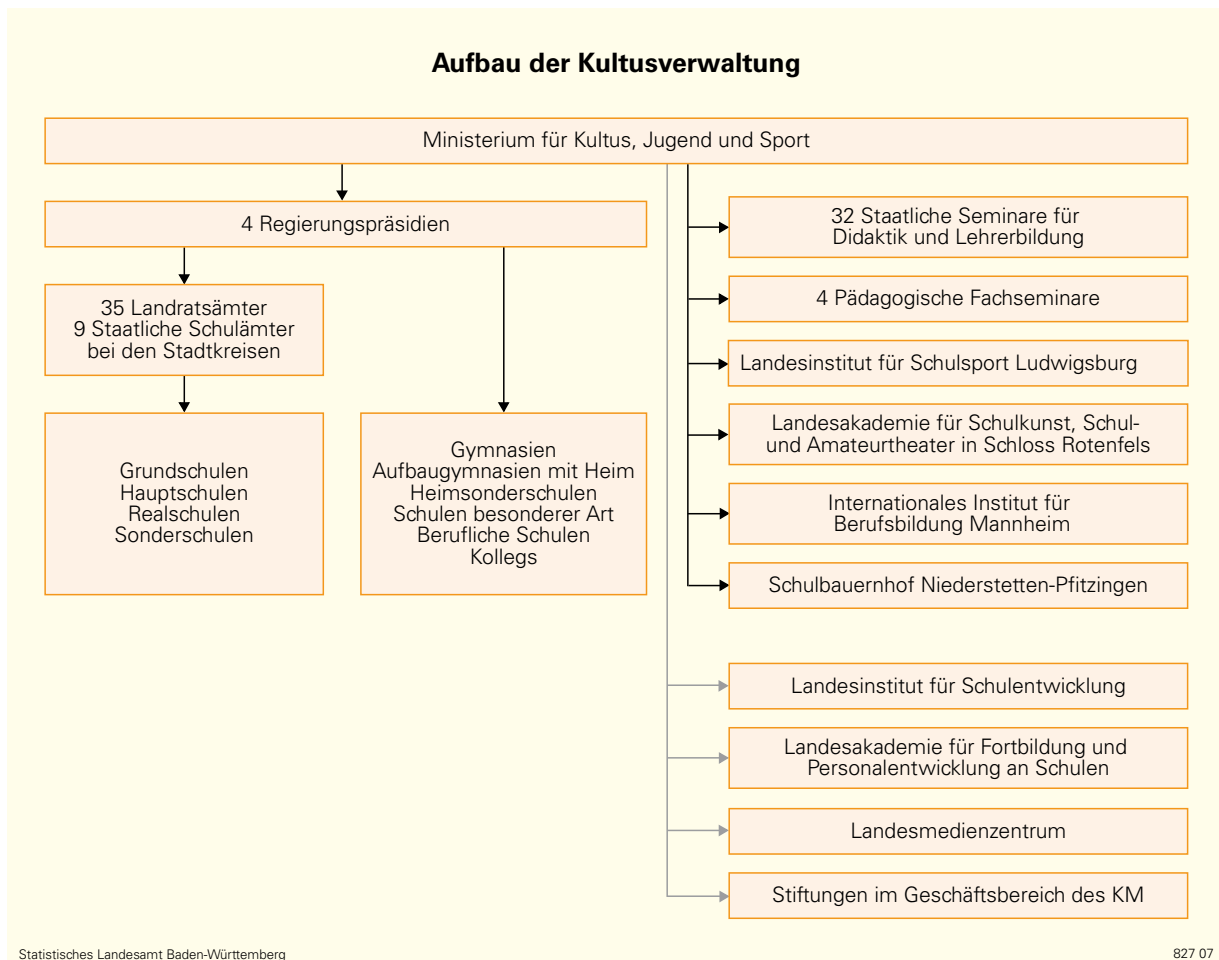 Aufbau der Kultusverwaltung
Ministerium für Kultus, Jugend und Sport
4 Regierungspräsidien
35 Landratsämter
9 Staatliche Schulämter
bei den Stadtkreisen
Grundschulen
Hauptschulen
Realschulen
Sonderschulen
Gymnasien
Aufbaugymnasien mit Heim
Heimsonderschulen
Schulen besonderer Art
Berufliche Schulen
Kollegs
32 Staatliche Seminare für
Didaktik und Lehrerbildung
4 Pädagogische Fachseminare
Landesinstitut für Schulsport Ludwigsburg
Landesakademie für Schulkunst, Schul-
und Amateurtheater in Schloss Rotenfels
Internationales Institut für
Berufsbildung Mannheim
Schulbauernhof Niederstetten-Pfitzingen
Landesinstitut für Schulentwicklung
Landesakademie für Fortbildung und
Personalentwicklung an Schulen
Landesmedienzentrum
Stiftungen im Geschäftsbereich des KM
Statistisches Landesamt Baden-Württemberg
827 07